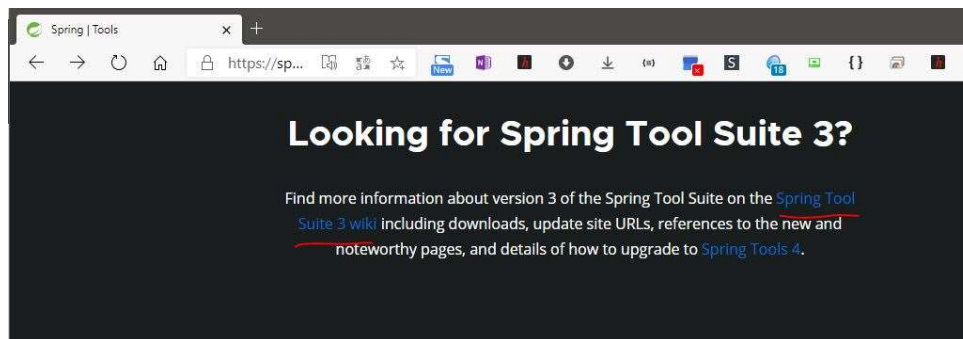 Spring | Tools
https://sp...
New
N
h
{≡}
S
18
{}
h
Looking for Spring Tool Suite 3?
Find more information about version 3 of the Spring Tool Suite on the Spring Tool
Suite 3 wiki including downloads, update site URLs, references to the new and
noteworthy pages, and details of how to upgrade to Spring Tools 4.